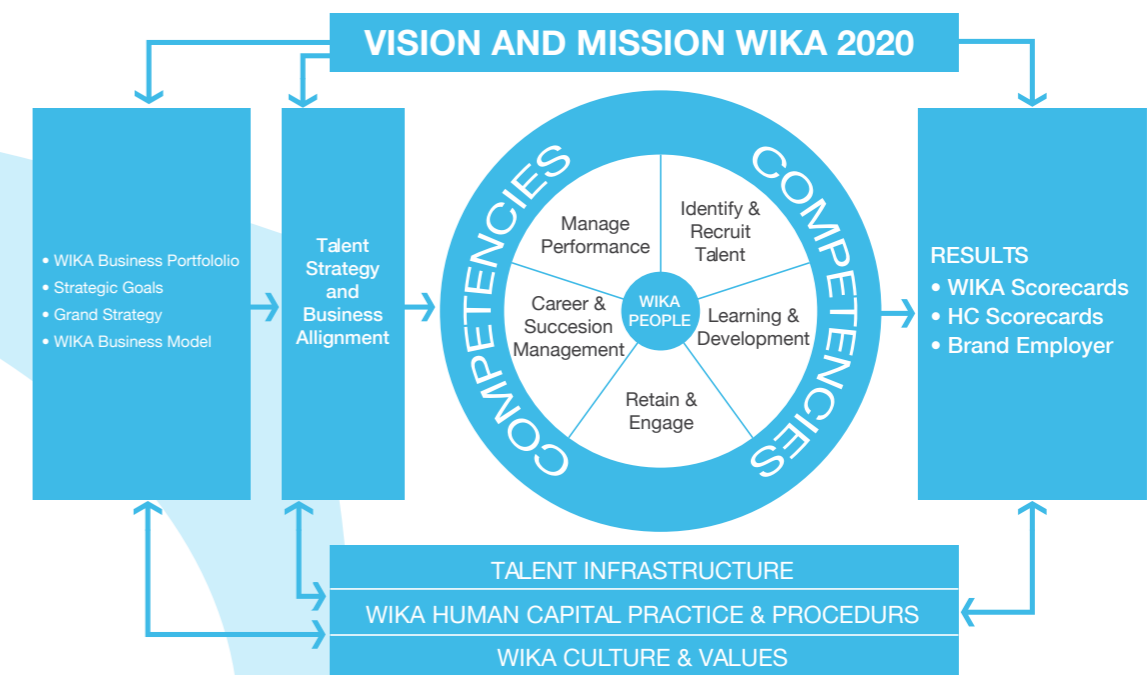 VISION AND MISSION WIKA 2020
• WIKA Business Portfololio
• Strategic Goals
• Grand Strategy
• WIKA Business Model
Talent
Strategy
and
Business
Allignment
COMPETENCIES
COMPETENCIES
Manage
Performance
Identify &
Recruit
Talent
Career &
Succesion
Management
WIKA
PEOPLE
Learning &
Development
Retain &
Engage
RESULTS
• WIKA Scorecards
• HC Scorecards
• Brand Employer
TALENT INFRASTRUCTURE
WIKA HUMAN CAPITAL PRACTICE & PROCEDURS
WIKA CULTURE & VALUES